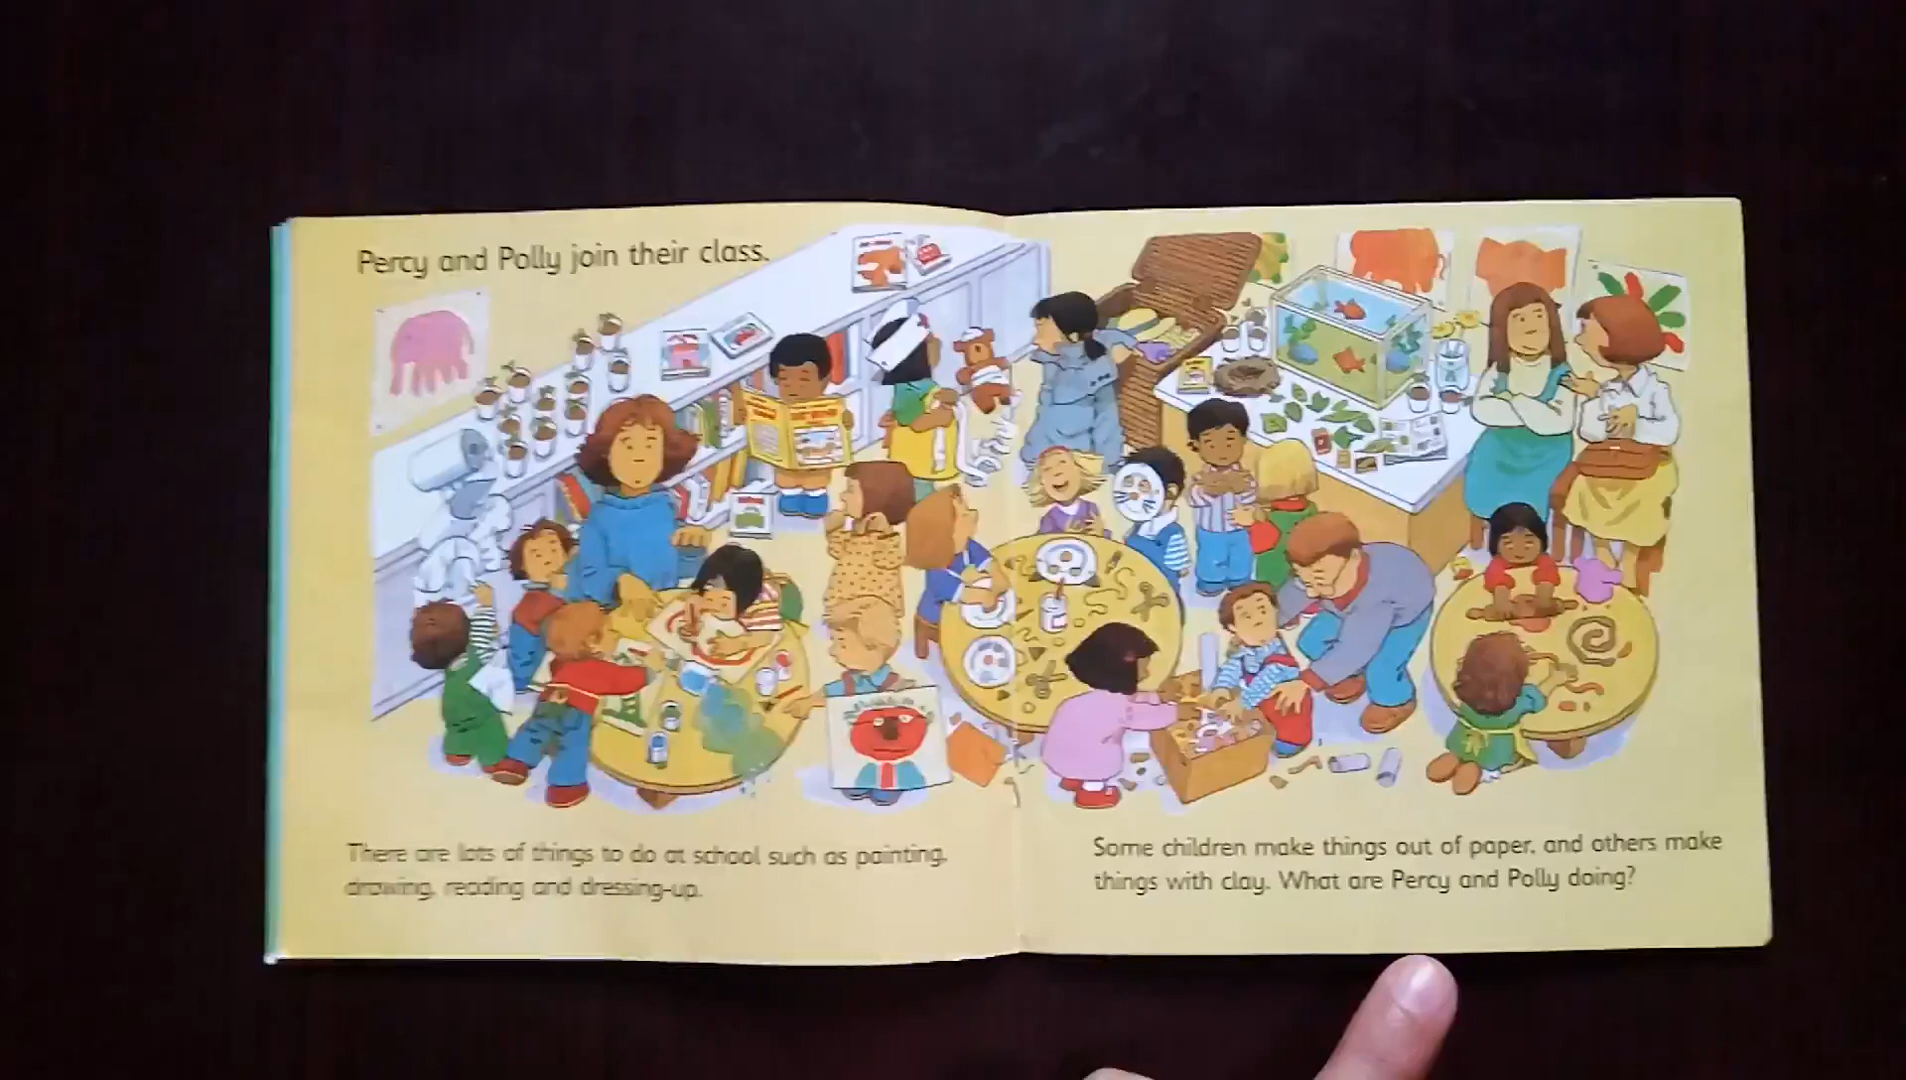 Percy and Polly join their class.
There are lots of things to do at school such as painting,
drawing, reading and dressing-up.
Some children make things out of paper, and others make
things with clay. What are Percy and Polly doing?